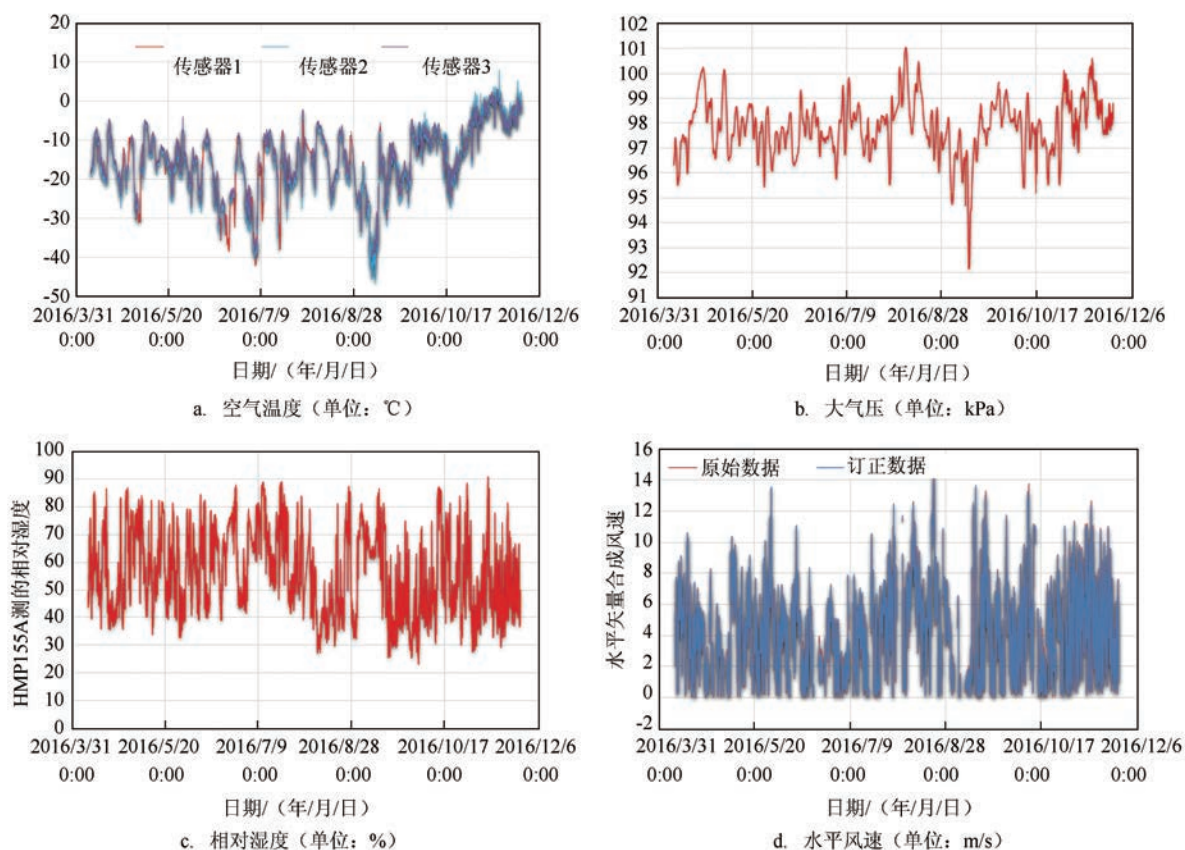 20
10
0
-10
-20
-30
-40
-50
传感器1 传感器2 传感器3
2016/3/31 2016/5/20 2016/7/9 2016/8/28 2016/10/17 2016/12/6
0:00 0:00 0:00 0:00 0:00 0:00
日期/（年/月/日）
a. 空气温度（单位：℃）
102
101
100
99
98
97
96
95
94
93
92
91
2016/3/31 2016/5/20 2016/7/9 2016/8/28 2016/10/17 2016/12/6
0:00 0:00 0:00 0:00 0:00 0:00
日期/（年/月/日）
b. 大气压（单位：kPa）
HMP155A测的相对湿度
100
90
80
70
60
50
40
30
20
10
0
2016/3/31 2016/5/20 2016/7/9 2016/8/28 2016/10/17 2016/12/6
0:00 0:00 0:00 0:00 0:00 0:00
日期/（年/月/日）
c. 相对湿度（单位：%）
水平矢量合成风速
16
14
12
10
8
6
4
2
0
-2
原始数据 订正数据
2016/3/31 2016/5/20 2016/7/9 2016/8/28 2016/10/17 2016/12/6
0:00 0:00 0:00 0:00 0:00 0:00
日期/（年/月/日）
d. 水平风速（单位：m/s）